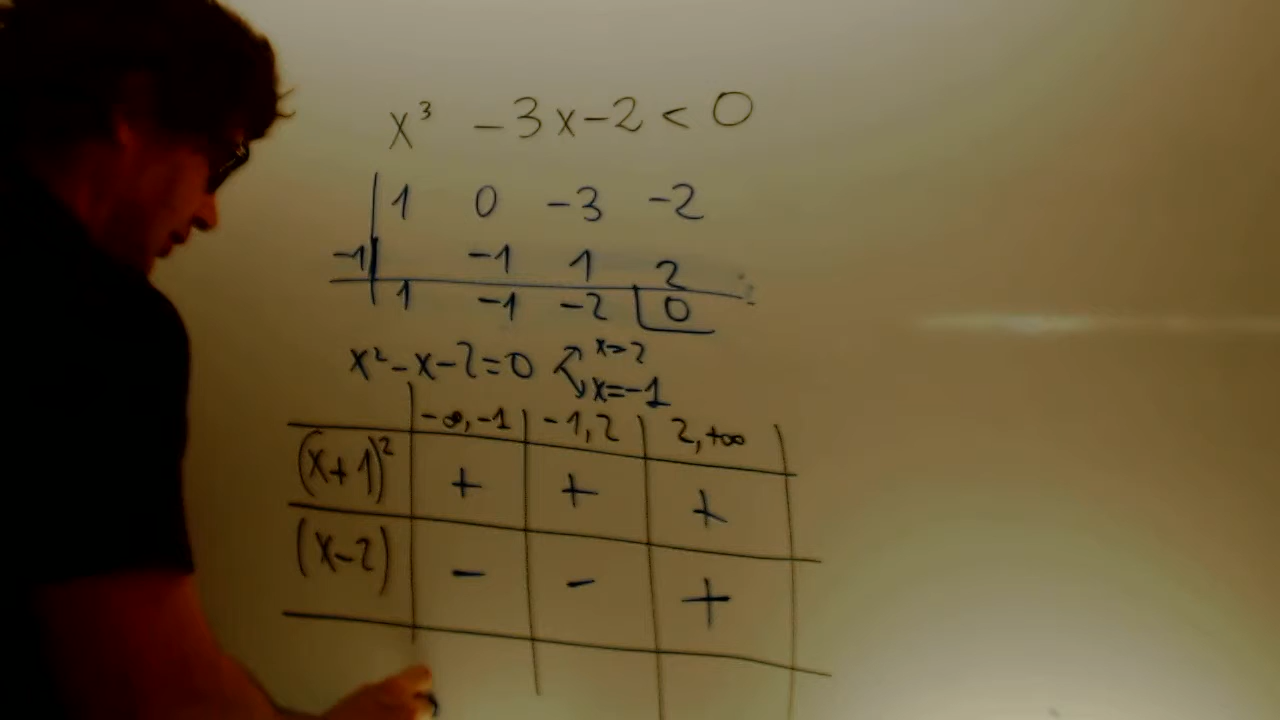 x³ -3x-2<0
1 0 -3 -2
-1 -1 1 2
1 -1 -2 0
x²-x-2=0 x=2
x=-1
-∞,-1 -1,2 2,+∞
(x+1)² + + +
(x-2) - - +